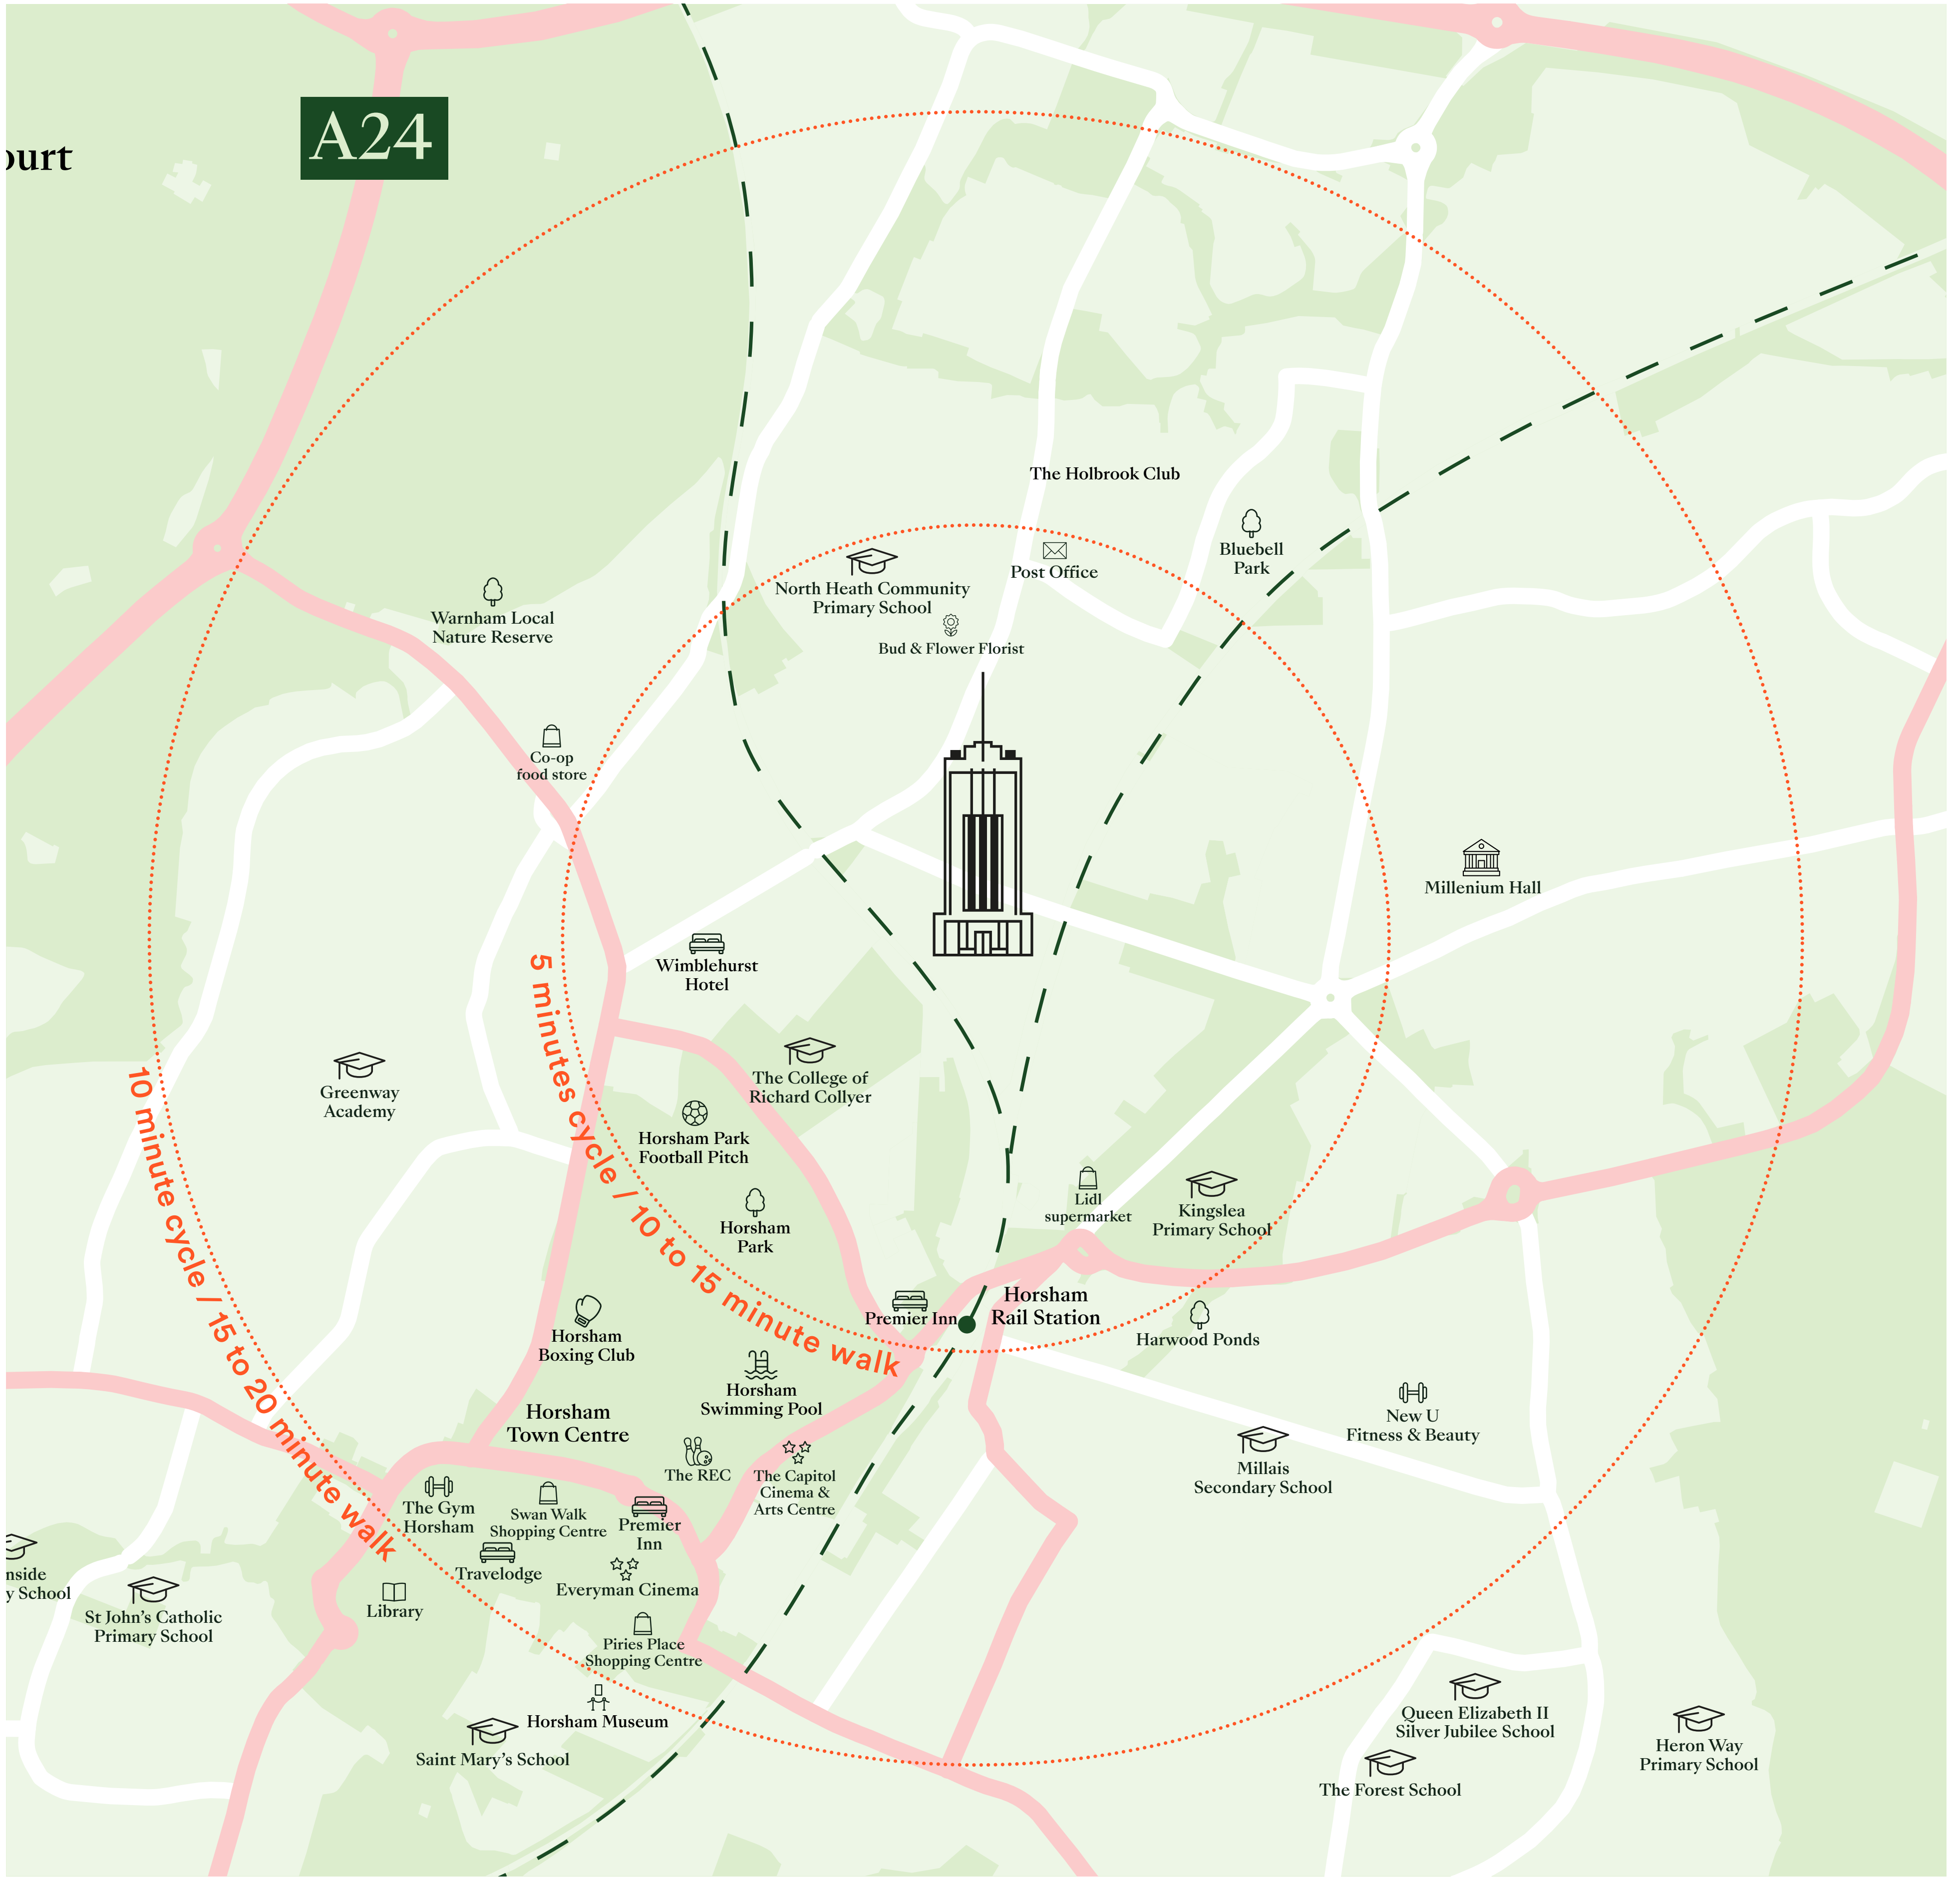 ourt
A24
The Holbrook Club
Bluebell
Park
Post Office
North Heath Community
Primary School
Bud & Flower Florist
Warnham Local
Nature Reserve
Co-op
food store
Millenium Hall
Wimblehurst
Hotel
The College of
Richard Collyer
Greenway
Academy
Horsham Park
Football Pitch
Horsham
Park
Lidl
supermarket
Kingslea
Primary School
5 minutes cycle / 10 to 15 minute walk
10 minute cycle / 15 to 20 minute walk
Premier Inn
Horsham
Rail Station
Harwood Ponds
Horsham
Boxing Club
Horsham
Swimming Pool
Horsham
Town Centre
New U
Fitness & Beauty
Millais
Secondary School
The REC
The Capitol
Cinema &
Arts Centre
The Gym
Horsham
Swan Walk
Shopping Centre
Premier
Inn
Travelodge
Everyman Cinema
Library
nside
y School
St John’s Catholic
Primary School
Piries Place
Shopping Centre
Horsham Museum
Saint Mary’s School
Queen Elizabeth II
Silver Jubilee School
The Forest School
Heron Way
Primary School